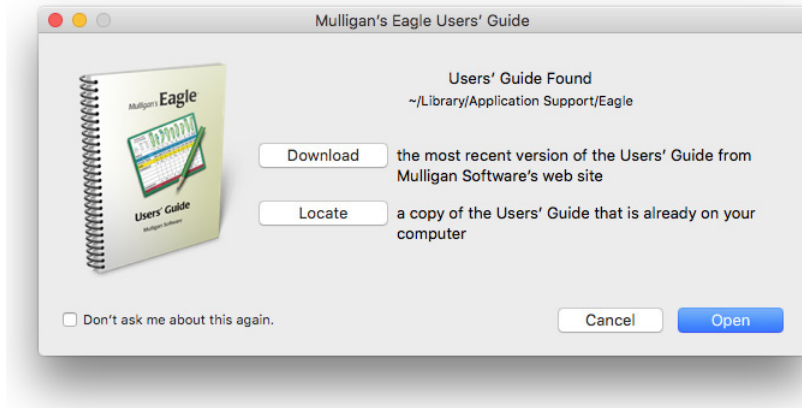 Mulligan's Eagle Users' Guide
Mulligan's Eagle
Users' Guide
Mulligan Software
Users' Guide Found
~/Library/Application Support/Eagle
Download
the most recent version of the Users' Guide from
Mulligan Software's web site
Locate
a copy of the Users' Guide that is already on your
computer
Don't ask me about this again.
Cancel
Open